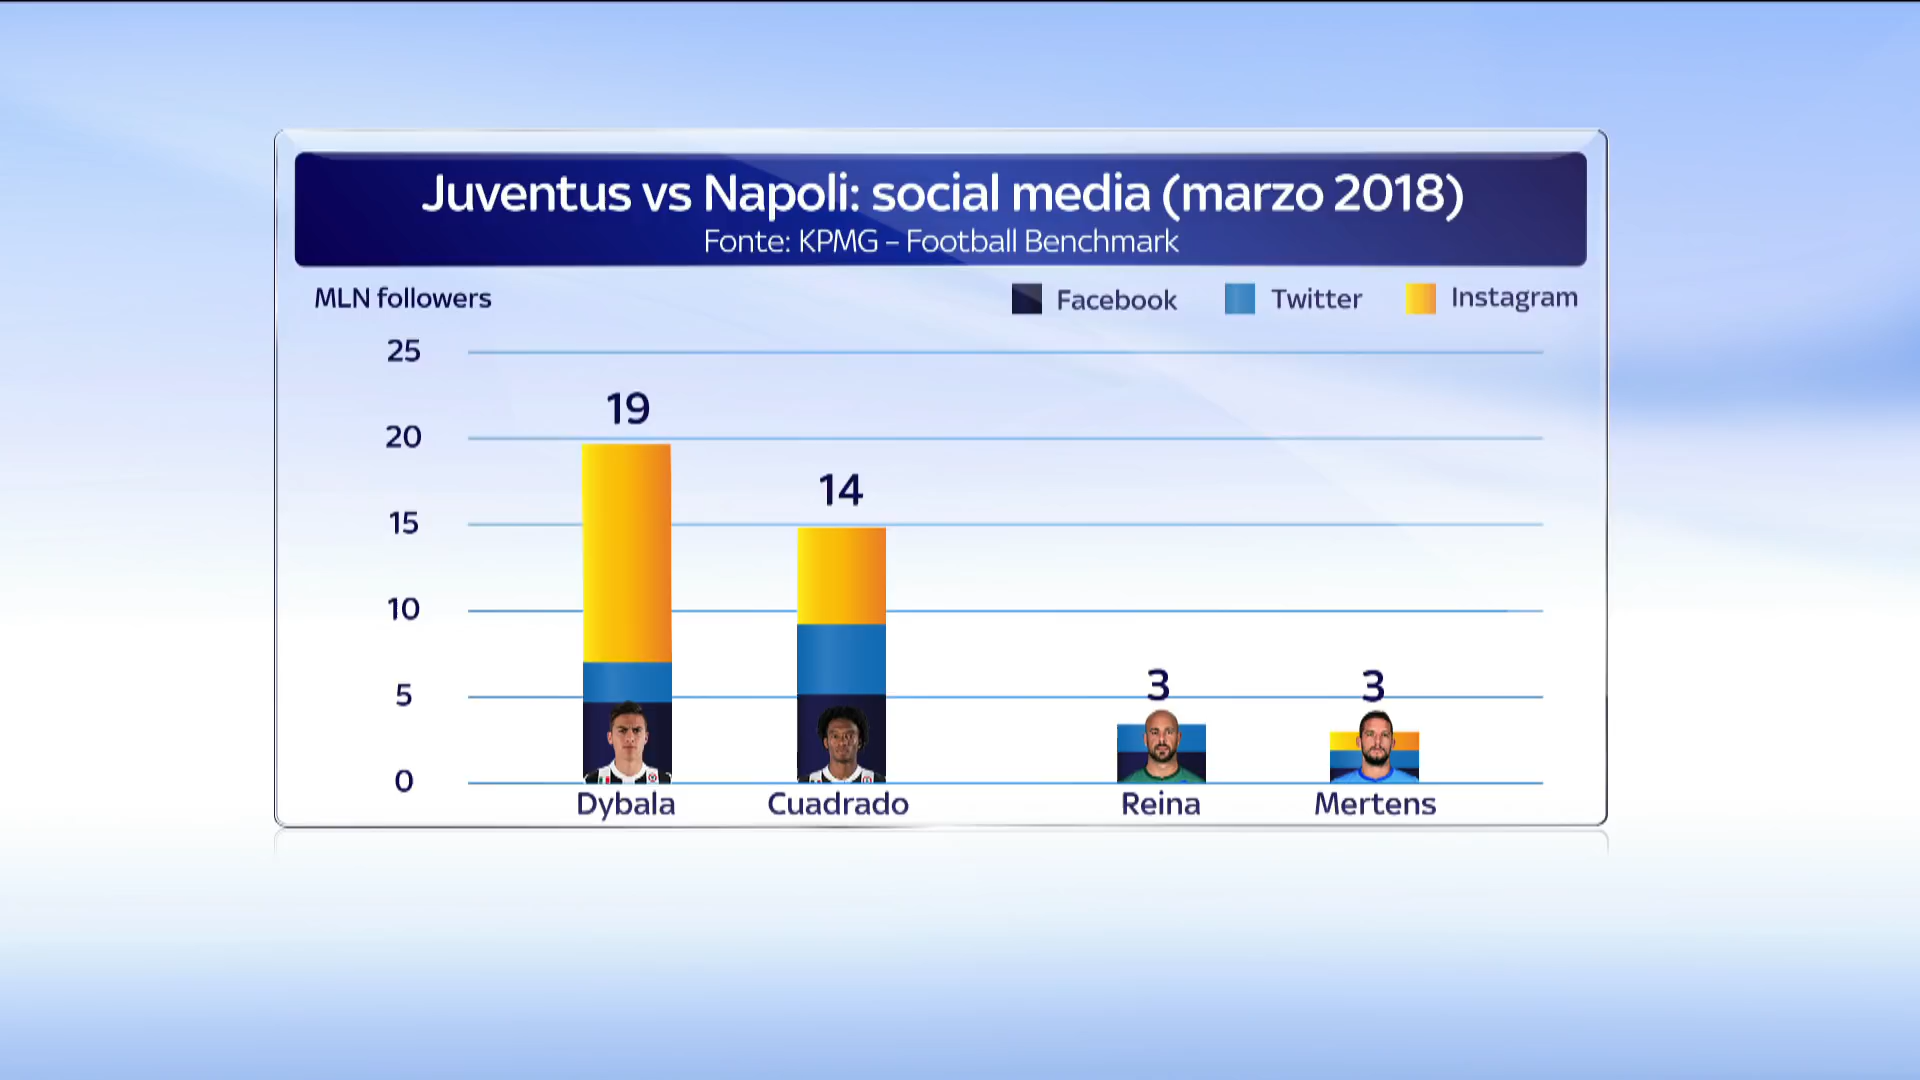 Juventus vs Napoli: social media (marzo 2018)
Fonte: KPMG – Football Benchmark
MLN followers
Facebook
Twitter
Instagram
25
20
15
10
5
0
19
14
3
3
Dybala
Cuadrado
Reina
Mertens